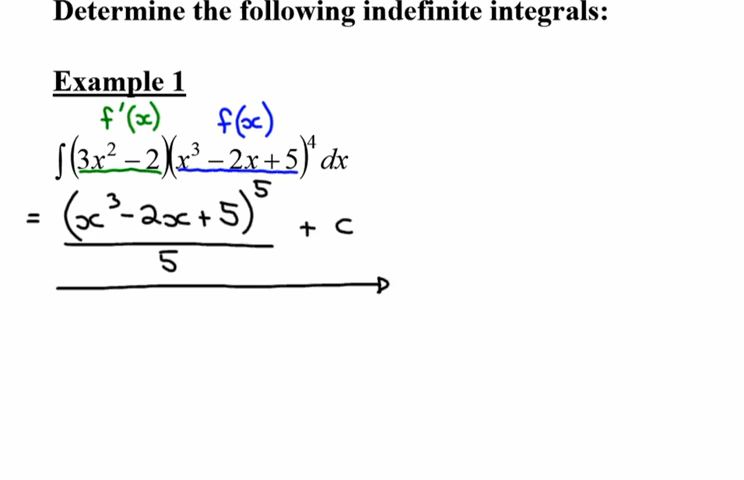 Determine the following indefinite integrals:
Example 1
f'(x) f(x)
∫(3x² – 2)(x³ – 2x + 5)⁴ dx
= (x³ - 2x + 5)⁵ + c
5